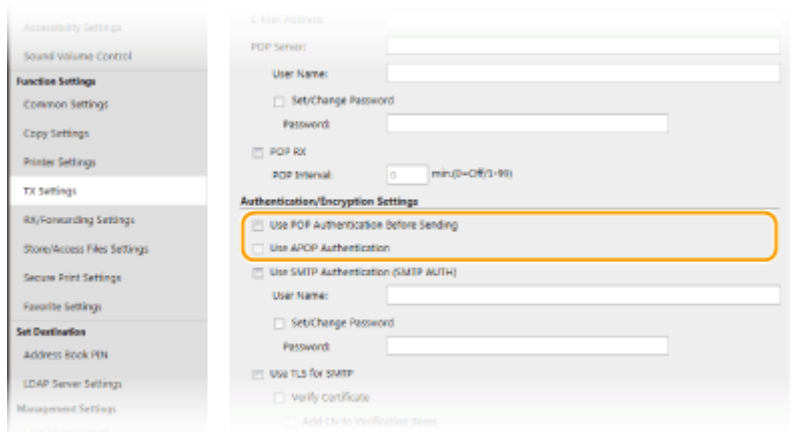 Accessibility Settings
Sound Volume Control
Function Settings
Common Settings
Copy Settings
Printer Settings
TX Settings
RX/Forwarding Settings
Store/Access Files Settings
Secure Print Settings
Favorite Settings
Set Destination
Address Book PIN
LDAP Server Settings
Management Settings
E-Mail Address:
POP Server:
User Name:
Set/Change Password
Password:
POP RX
POP Interval: 0 min.(0=Off/1-99)
Authentication/Encryption Settings
Use POP Authentication Before Sending
Use APOP Authentication
Use SMTP Authentication (SMTP AUTH)
User Name:
Set/Change Password
Password:
Use TLS for SMTP
Verify Certificate
Add CN to Verification Items